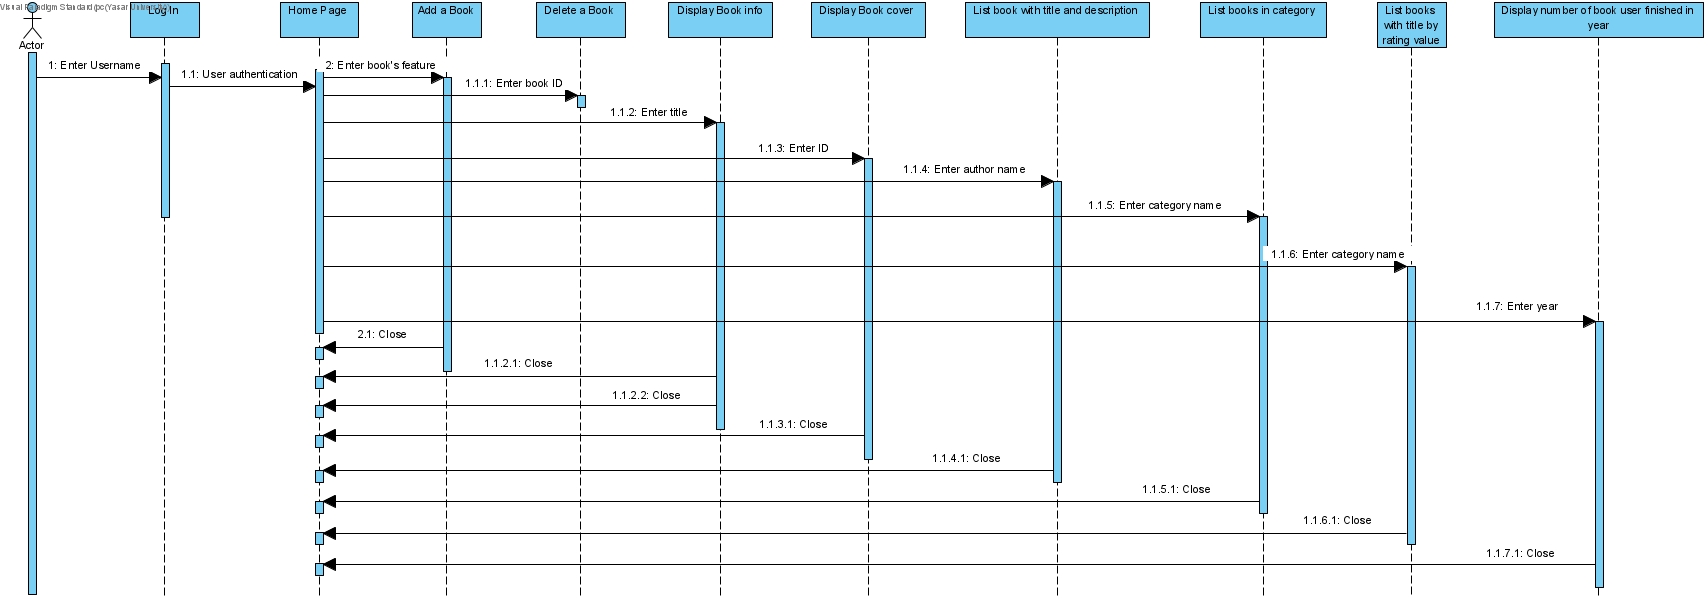 Visual Paradigm Standard(pc(Yasar University))
Actor
Log In
Home Page
Add a Book
Delete a Book
Display Book info
Display Book cover
List book with title and description
List books in category
List books
with title by
rating value
Display number of book user finished in
year
1: Enter Username
1.1: User authentication
2: Enter book's feature
1.1.1: Enter book ID
1.1.2: Enter title
1.1.3: Enter ID
1.1.4: Enter author name
1.1.5: Enter category name
1.1.6: Enter category name
1.1.7: Enter year
2.1: Close
1.1.2.1: Close
1.1.2.2: Close
1.1.3.1: Close
1.1.4.1: Close
1.1.5.1: Close
1.1.6.1: Close
1.1.7.1: Close